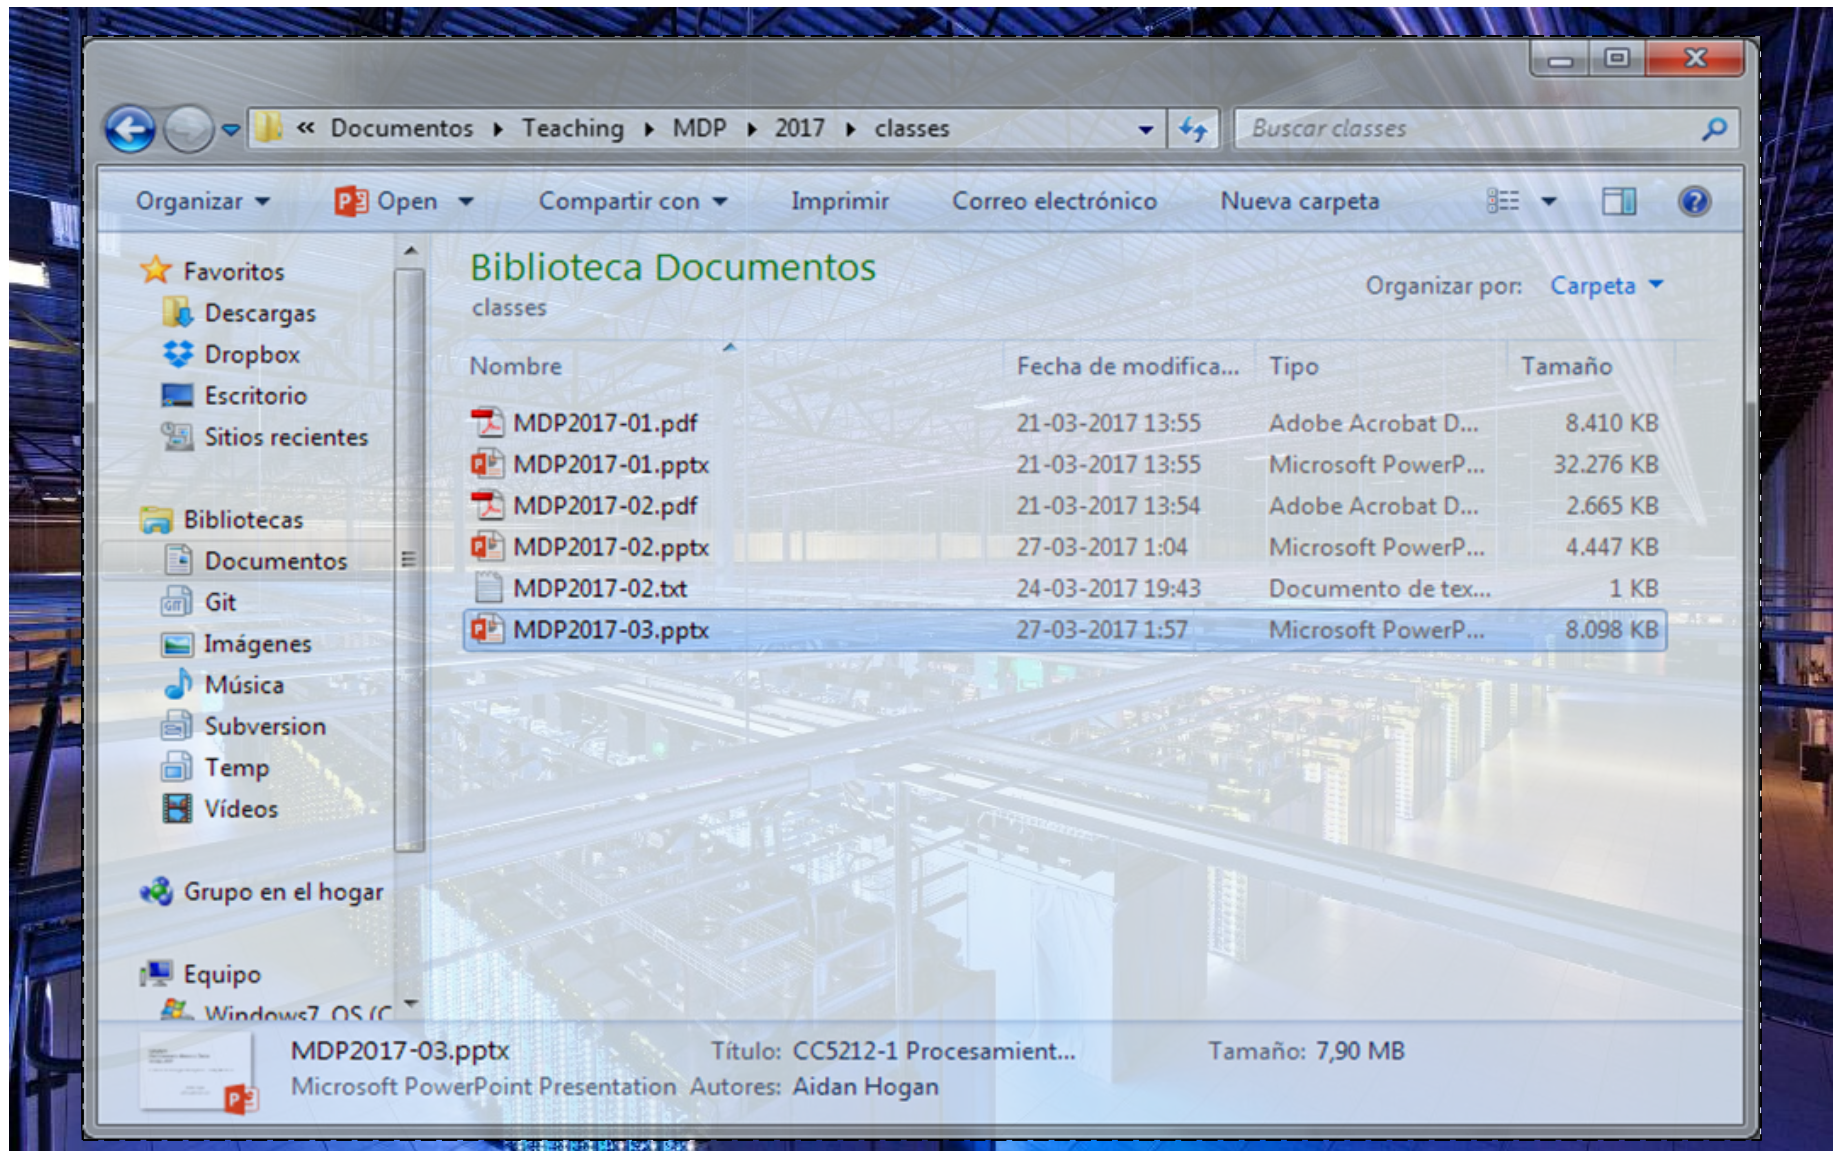 « Documentos ▸ Teaching ▸ MDP ▸ 2017 ▸ classes
Buscar classes
Organizar
Open
Compartir con
Imprimir
Correo electrónico
Nueva carpeta
Favoritos
Descargas
Dropbox
Escritorio
Sitios recientes
Bibliotecas
Documentos
Git
Imágenes
Música
Subversion
Temp
Vídeos
Grupo en el hogar
Equipo
Windows7_OS (C
Biblioteca Documentos
classes
Organizar por: Carpeta
Nombre Fecha de modifica... Tipo Tamaño
MDP2017-01.pdf 21-03-2017 13:55 Adobe Acrobat D... 8.410 KB
MDP2017-01.pptx 21-03-2017 13:55 Microsoft PowerP... 32.276 KB
MDP2017-02.pdf 21-03-2017 13:54 Adobe Acrobat D... 2.665 KB
MDP2017-02.pptx 27-03-2017 1:04 Microsoft PowerP... 4.447 KB
MDP2017-02.txt 24-03-2017 19:43 Documento de tex... 1 KB
MDP2017-03.pptx 27-03-2017 1:57 Microsoft PowerP... 8.098 KB
MDP2017-03.pptx Título: CC5212-1 Procesamient... Tamaño: 7,90 MB
Microsoft PowerPoint Presentation Autores: Aidan Hogan